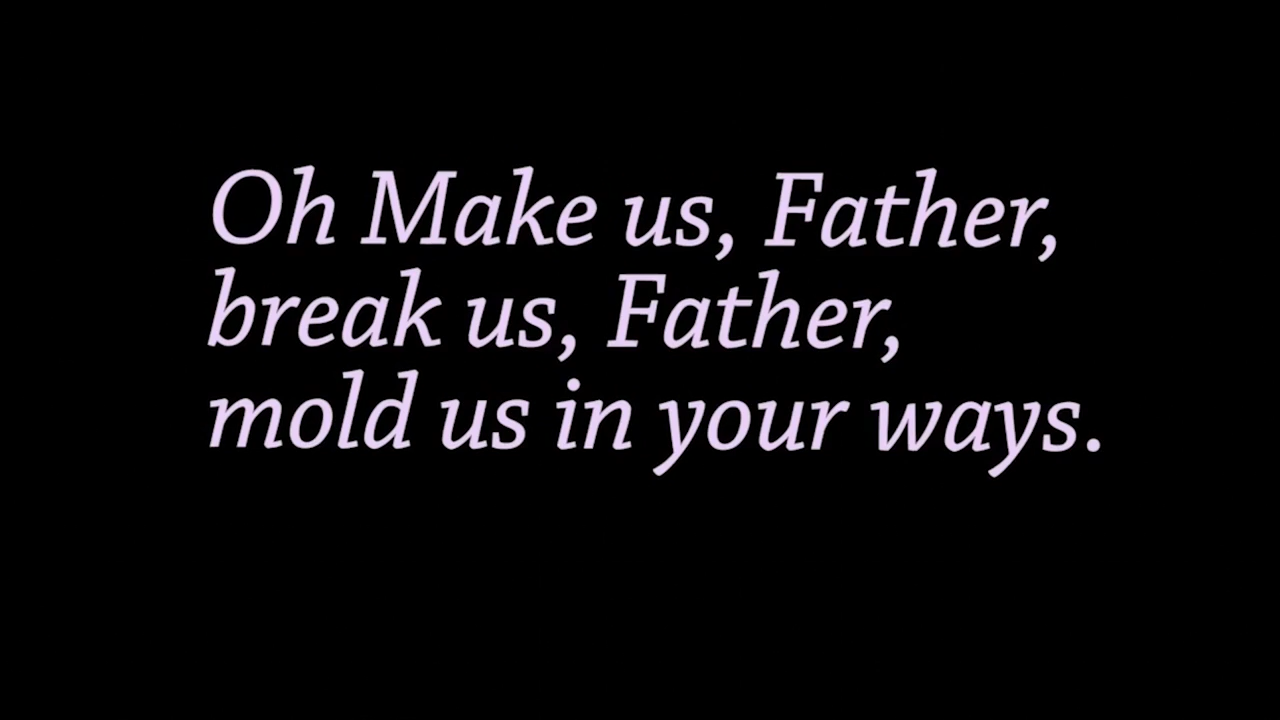 Oh Make us, Father,
break us, Father,
mold us in your ways.